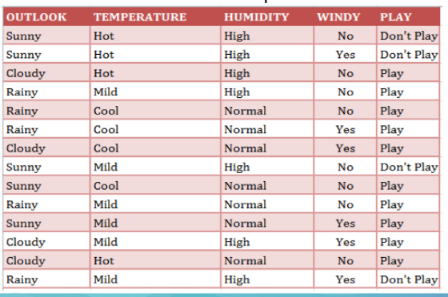 OUTLOOK TEMPERATURE HUMIDITY WINDY PLAY
Sunny Hot High No Don't Play
Sunny Hot High Yes Don't Play
Cloudy Hot High No Play
Rainy Mild High No Play
Rainy Cool Normal No Play
Rainy Cool Normal Yes Play
Cloudy Cool Normal Yes Play
Sunny Mild High No Don't Play
Sunny Cool Normal No Play
Rainy Mild Normal No Play
Sunny Mild Normal Yes Play
Cloudy Mild High Yes Play
Cloudy Hot Normal No Play
Rainy Mild High Yes Don't Play